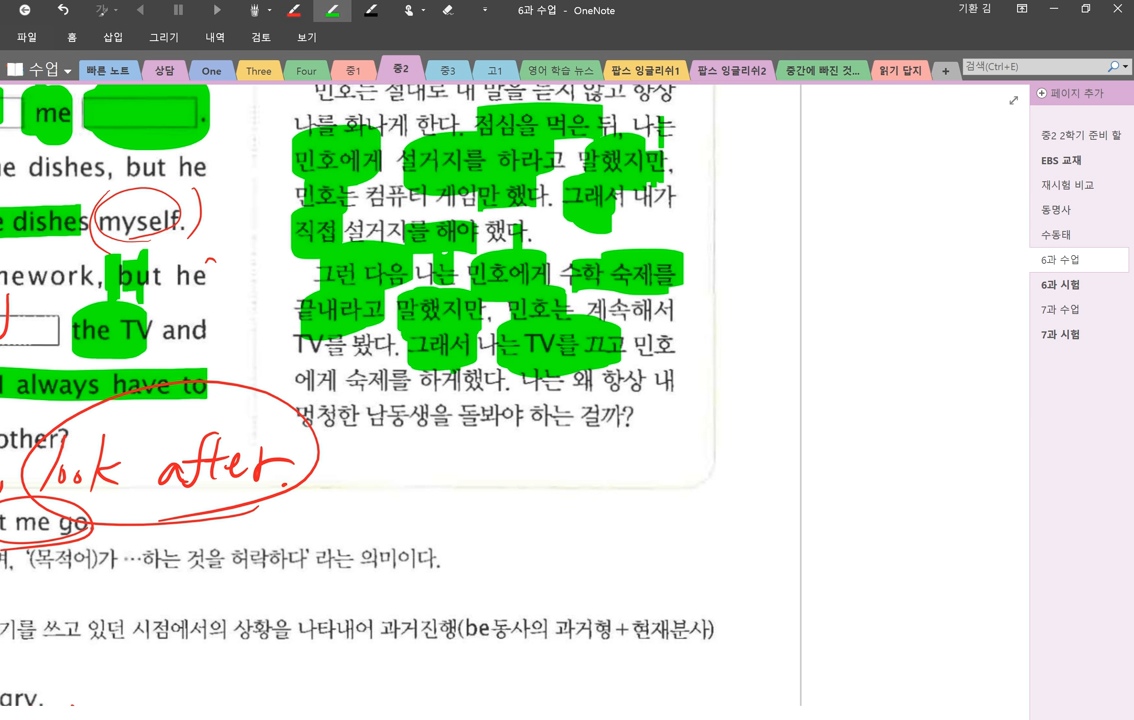 6과 수업 - OneNote
기환 김
파일 홈 삽입 그리기 내역 검토 보기
수업 빠른 노트 상담 One Three Four 중1 중2 중3 고1 영어 학습 뉴스 팝스 잉글리쉬1 팝스 잉글리쉬2 중간에 빠진 것... 읽기 답지 + 검색(Ctrl+E)
페이지 추가
중2 2학기 준비 할
EBS 교재
재시험 비교
동명사
수동태
6과 수업
6과 시험
7과 수업
7과 시험
me .
e dishes, but he
e dishes myself.)
mework, but he
the TV and
I always have to
other?
look after.
t me go.
민호는 절대로 내 말을 듣지 않고 항상
나를 화나게 한다. 점심을 먹은 뒤, 나는
민호에게 설거지를 하라고 말했지만,
민호는 컴퓨터 게임만 했다. 그래서 내가
직접 설거지를 해야 했다.
그런 다음 나는 민호에게 수학 숙제를
끝내라고 말했지만, 민호는 계속해서
TV를 봤다. 그래서 나는 TV를 끄고 민호
에게 숙제를 하게했다. 나는 왜 항상 내
멍청한 남동생을 돌봐야 하는 걸까?
며, '(목적어)가 …하는 것을 허락하다' 라는 의미이다.
기를 쓰고 있던 시점에서의 상황을 나타내어 과거진행(be동사의 과거형+현재분사)
ary.